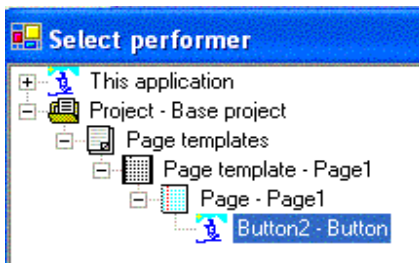 Select performer
This application
Project - Base project
Page templates
Page template - Page1
Page - Page1
Button2 - Button